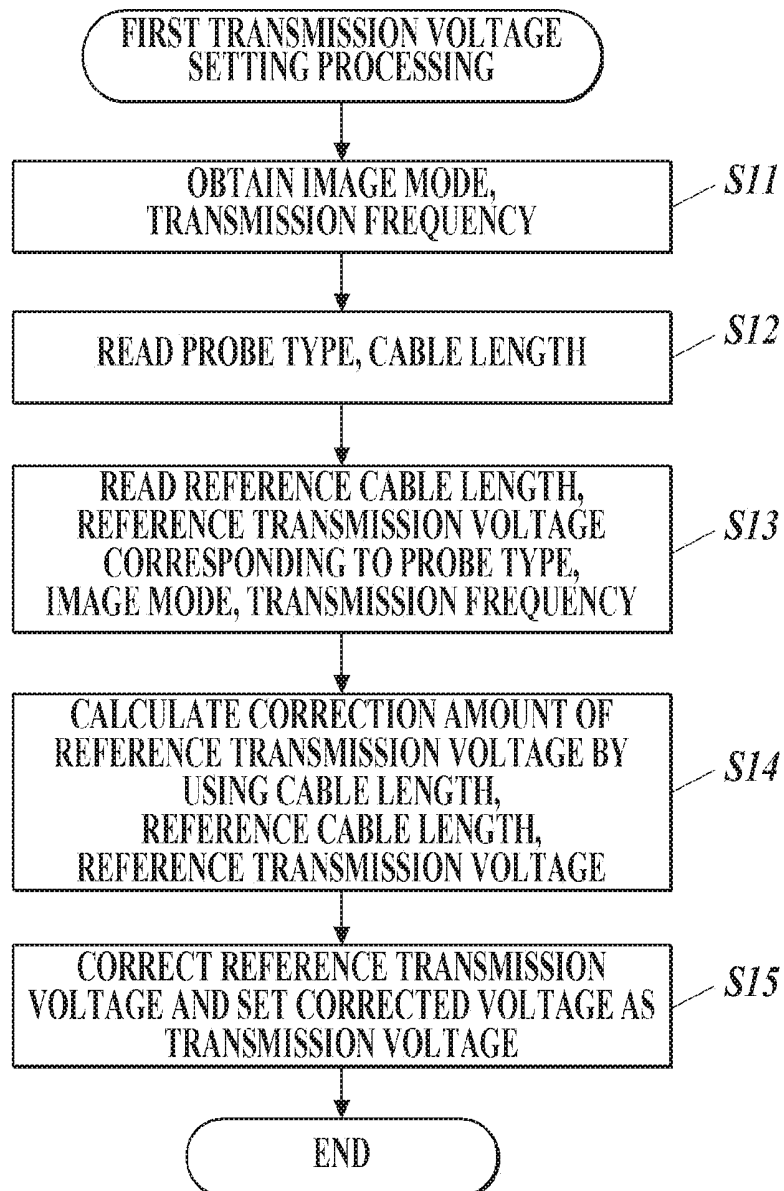 FIRST TRANSMISSION VOLTAGE
SETTING PROCESSING
OBTAIN IMAGE MODE,
TRANSMISSION FREQUENCY
S11
READ PROBE TYPE, CABLE LENGTH
S12
READ REFERENCE CABLE LENGTH,
REFERENCE TRANSMISSION VOLTAGE
CORRESPONDING TO PROBE TYPE,
IMAGE MODE, TRANSMISSION FREQUENCY
S13
CALCULATE CORRECTION AMOUNT OF
REFERENCE TRANSMISSION VOLTAGE BY
USING CABLE LENGTH,
REFERENCE CABLE LENGTH,
REFERENCE TRANSMISSION VOLTAGE
S14
CORRECT REFERENCE TRANSMISSION
VOLTAGE AND SET CORRECTED VOLTAGE AS
TRANSMISSION VOLTAGE
S15
END